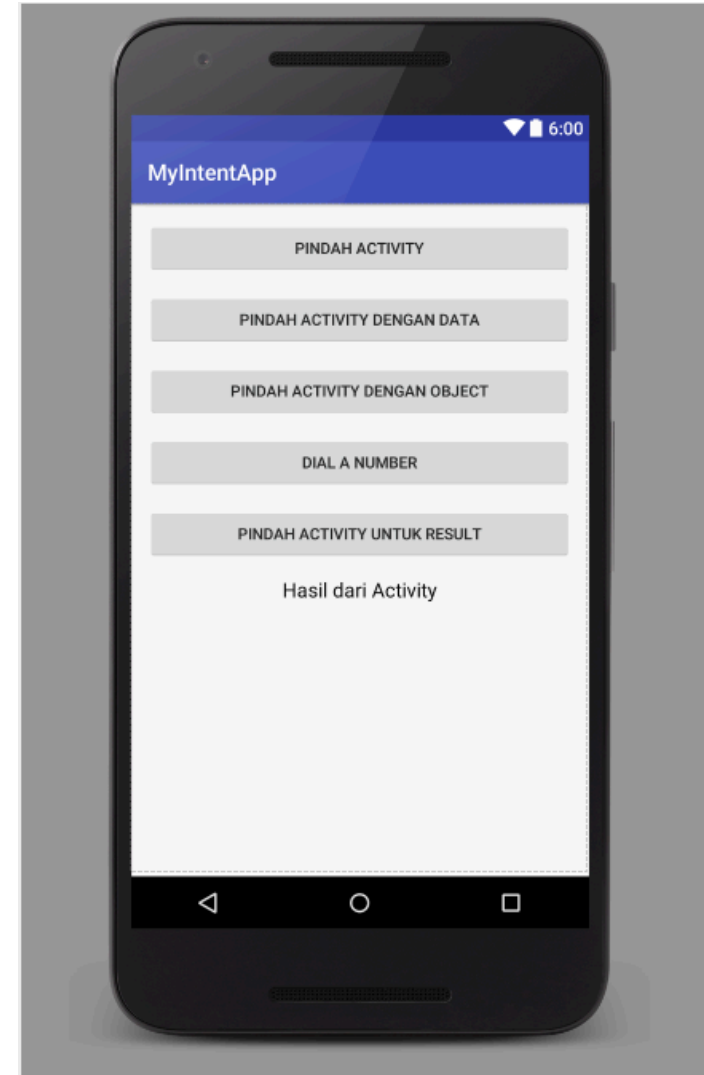 6:00
MyIntentApp
PINDAH ACTIVITY
PINDAH ACTIVITY DENGAN DATA
PINDAH ACTIVITY DENGAN OBJECT
DIAL A NUMBER
PINDAH ACTIVITY UNTUK RESULT
Hasil dari Activity